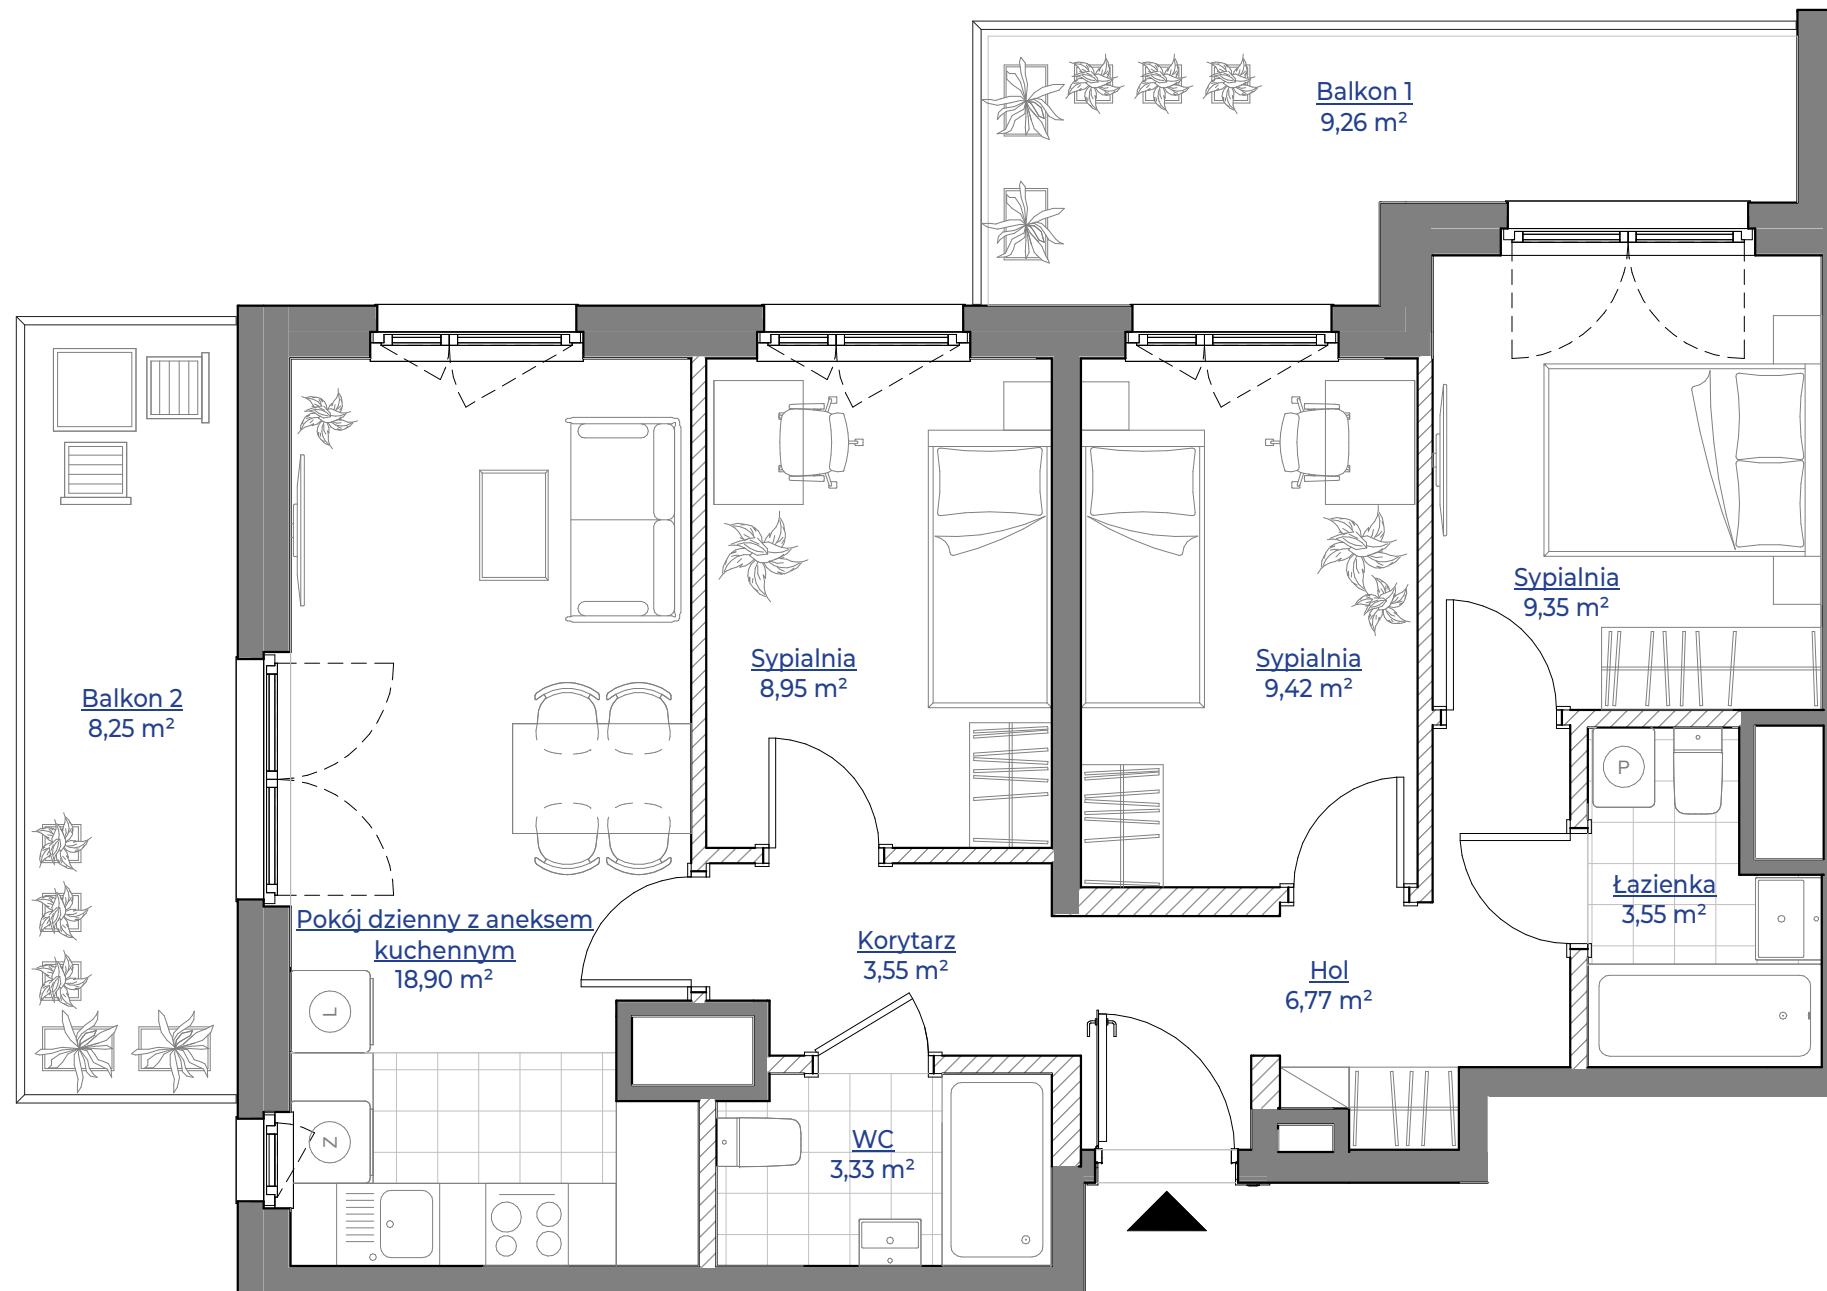 Balkon 1
9,26 m²
Sypialnia
9,35 m²
Sypialnia
8,95 m²
Sypialnia
9,42 m²
Balkon 2
8,25 m²
P
Łazienka
3,55 m²
Pokój dzienny z aneksem
kuchennym
18,90 m²
Korytarz
3,55 m²
Hol
6,77 m²
L
Z
WC
3,33 m²